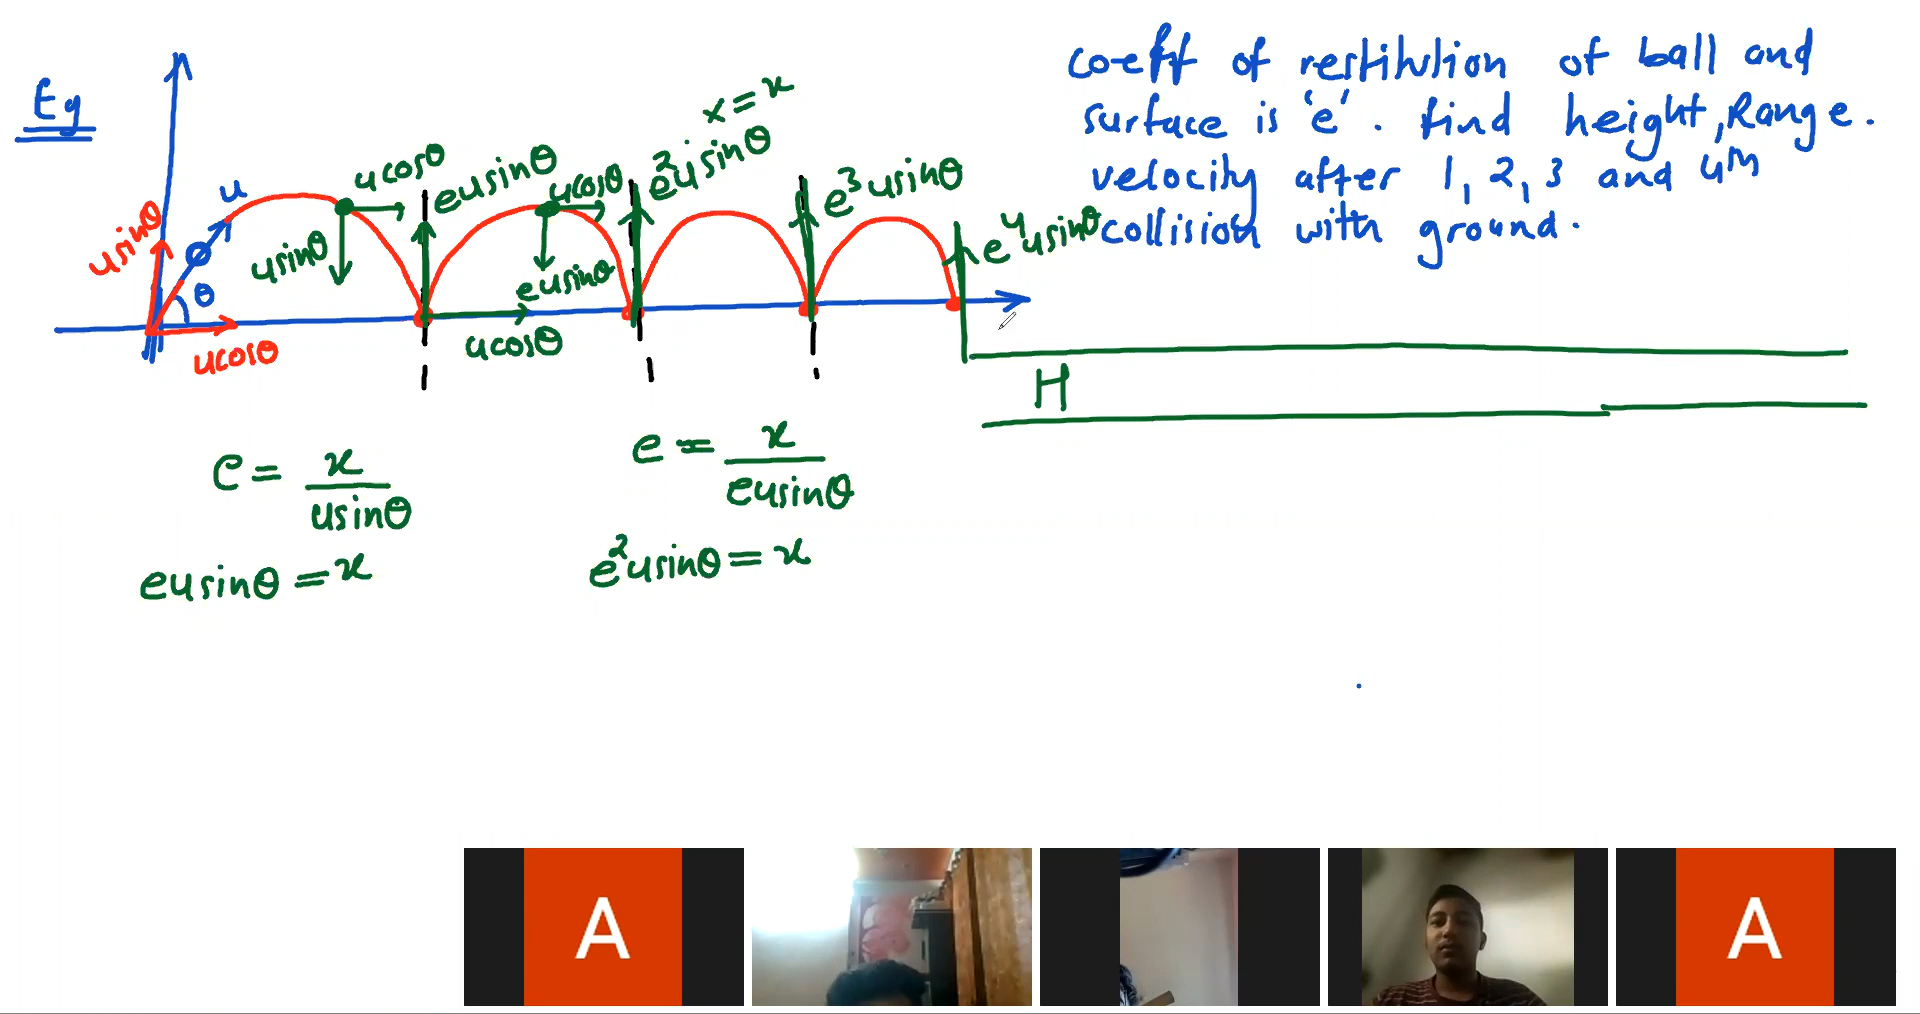 Eg
coeff of restitution of ball and
surface is 'e'. find height, Range.
velocity after 1, 2, 3 and 4th
collision with ground.
x = x
u
usinθ
θ
ucosθ
ucosθ
usinθ
eusinθ
ucosθ
eusinθ
ucosθ
e²usinθ
e³usinθ
e⁴usinθ
H
e = x / usinθ
eusinθ = x
e = x / eusinθ
e²usinθ = x
A
A